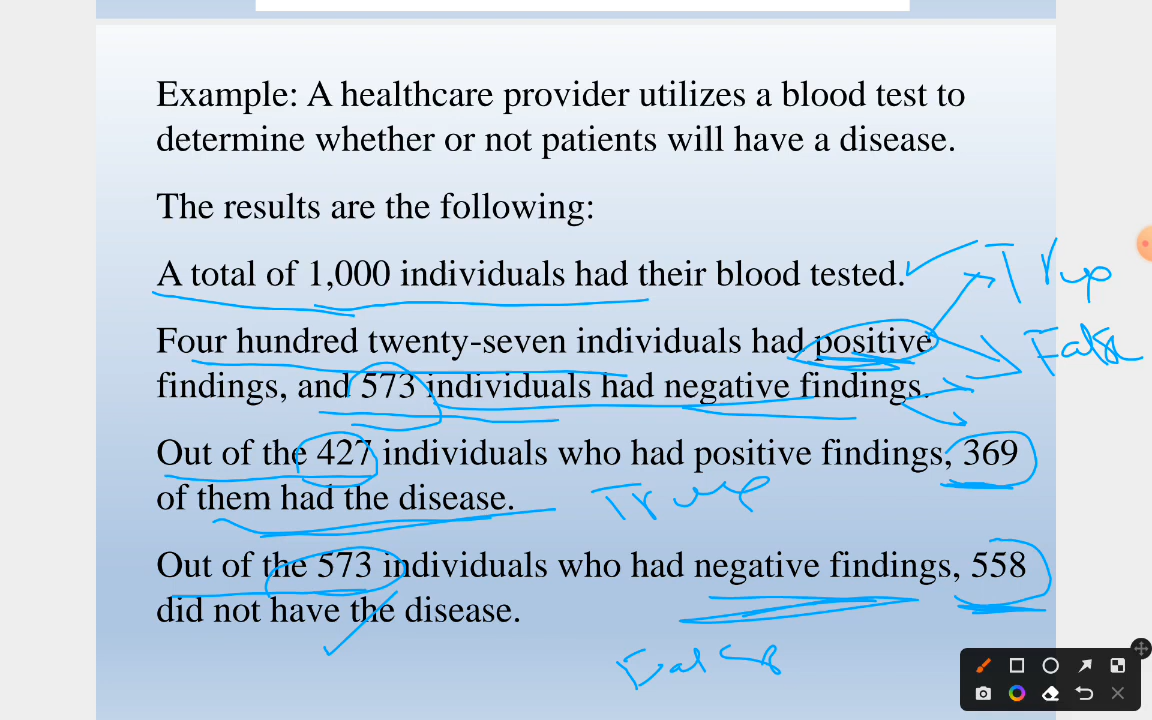 Example: A healthcare provider utilizes a blood test to
determine whether or not patients will have a disease.
The results are the following:
A total of 1,000 individuals had their blood tested.
Four hundred twenty-seven individuals had positive
findings, and 573 individuals had negative findings.
Out of the 427 individuals who had positive findings, 369
of them had the disease.
Out of the 573 individuals who had negative findings, 558
did not have the disease.
False